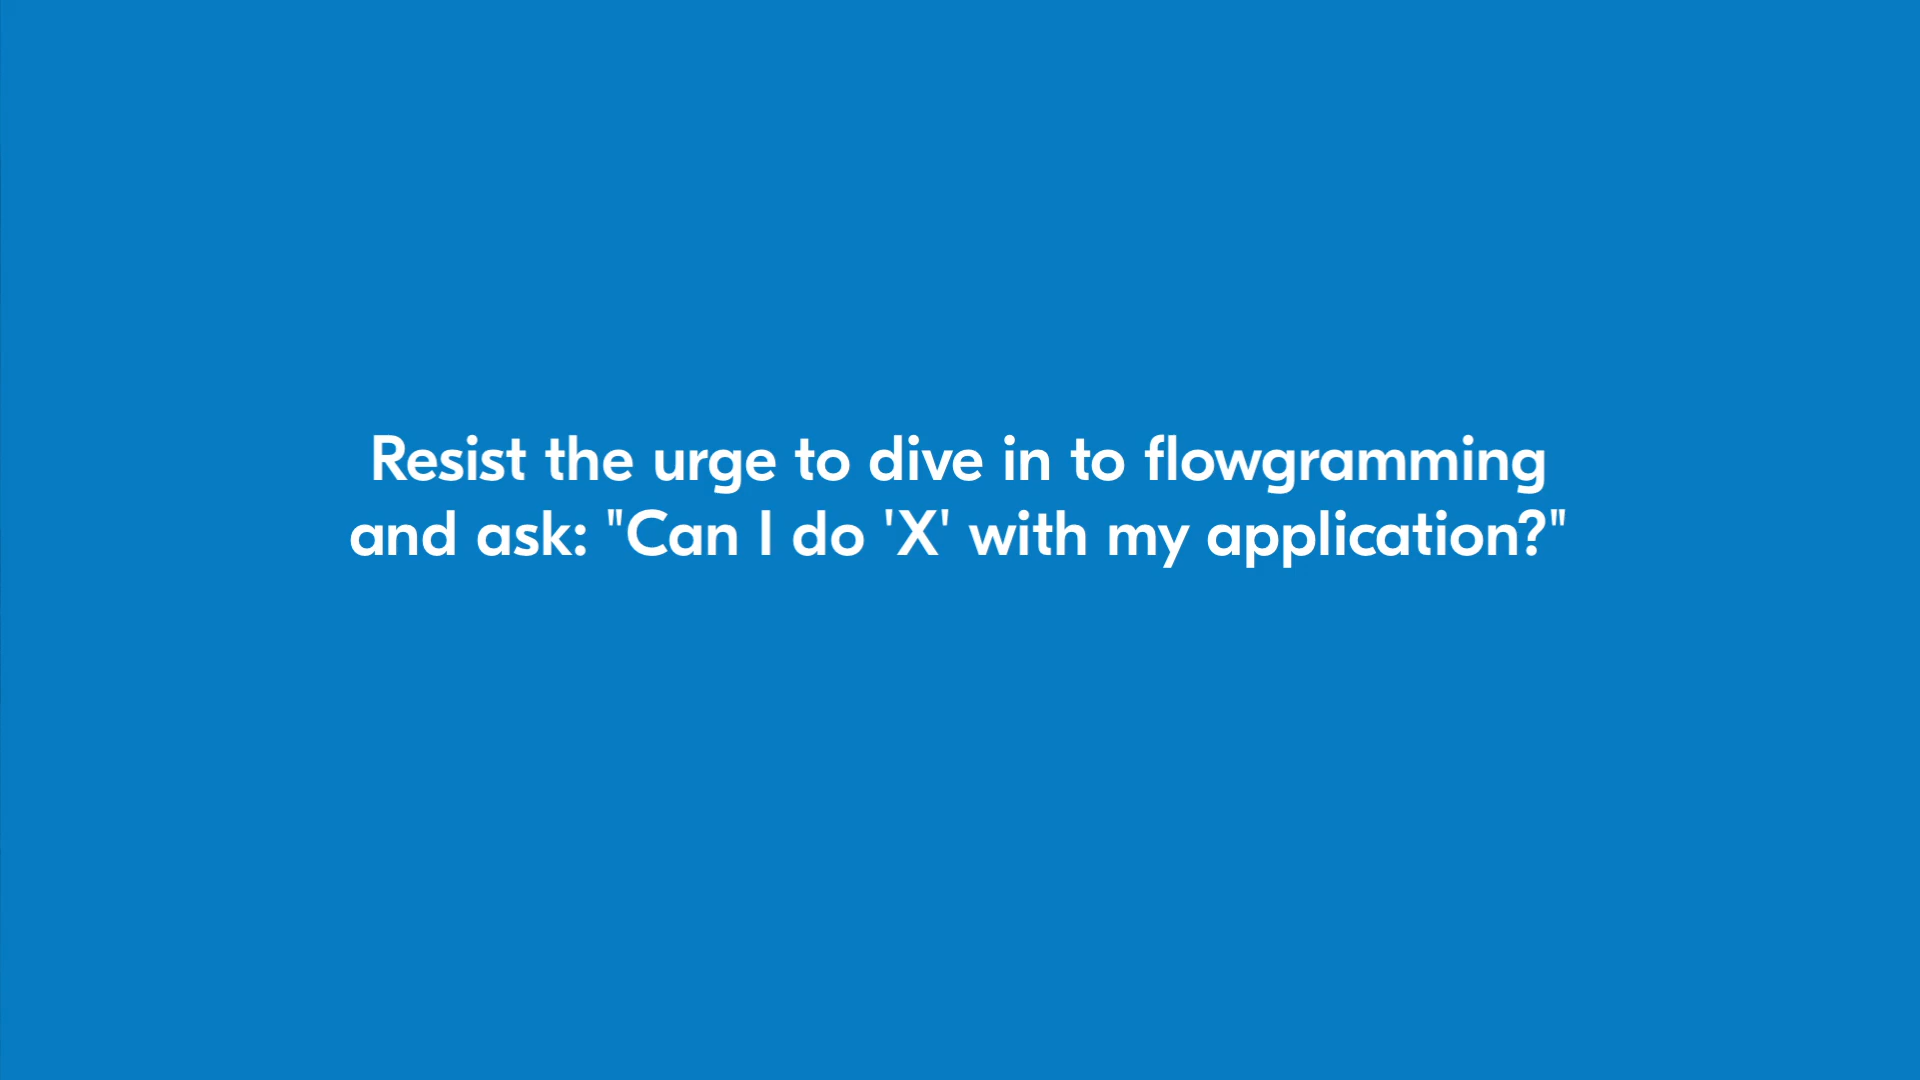 Resist the urge to dive in to flowgramming
and ask: "Can I do 'X' with my application?"